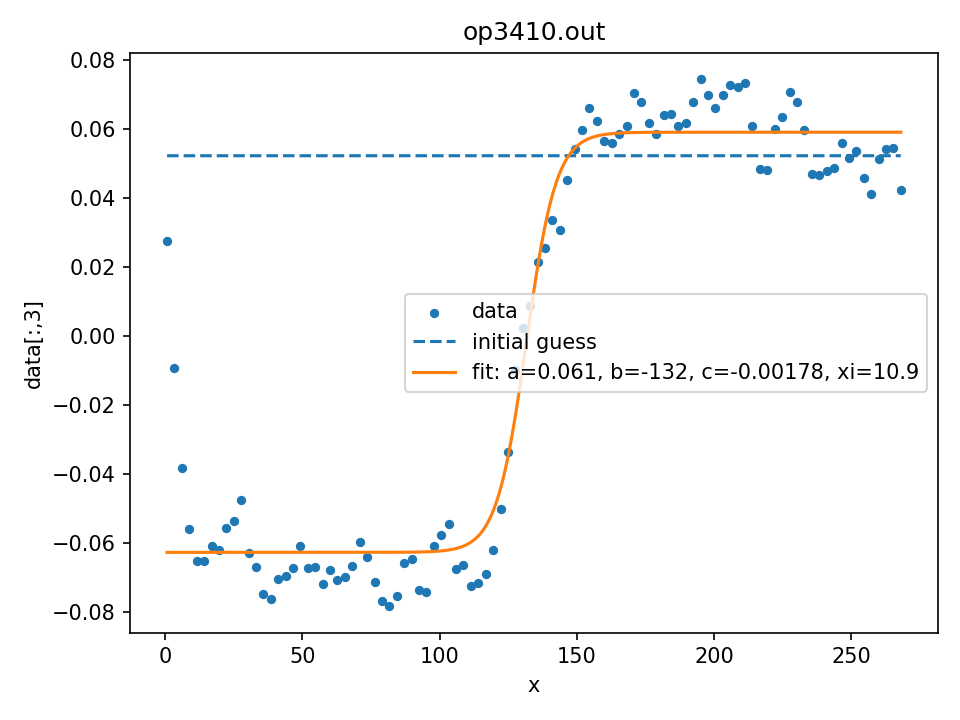 op3410.out
0.08
0.06
0.04
0.02
0.00
−0.02
−0.04
−0.06
−0.08
data[:,3]
data
initial guess
fit: a=0.061, b=-132, c=-0.00178, xi=10.9
0 50 100 150 200 250
x